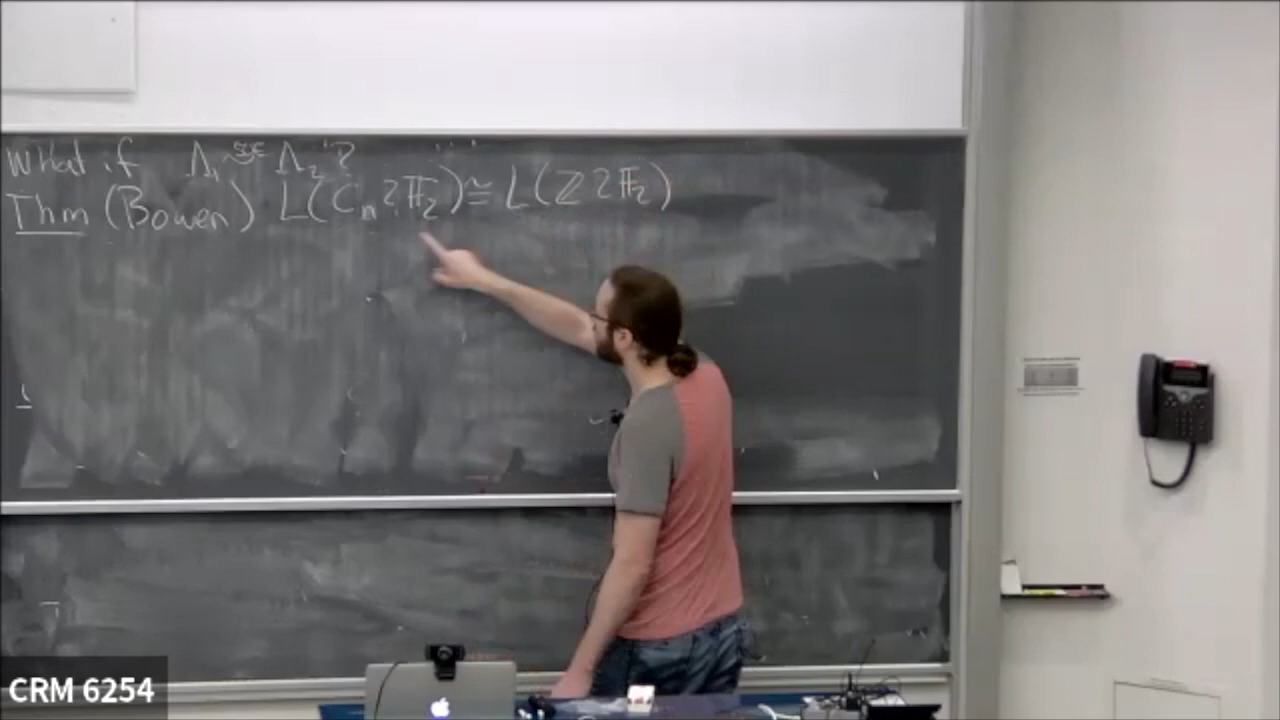 What if Λ₁ ~SOE Λ₂ ?
Thm (Bowen) L(Cₙ ≀ 𝔽₂) ≅ L(ℤ ≀ 𝔽₂)
CRM 6254